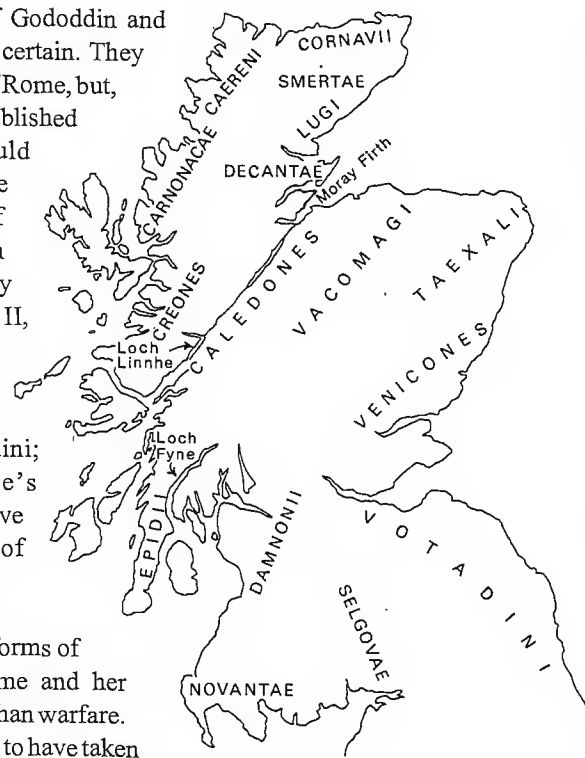 f Gododdin and
certain. They
Rome, but,
ablished
uld
e
f
n
y
II,
lini;
e's
ve
of
orms of
me and her
han warfare.
to have taken
CORNAVII
CAERENI
SMERTAE
LUGI
CARNONACAE
DECANTAE
Moray Firth
CREONES
CALEDONES
VACOMAGI
TAEXALI
VENICONES
Loch
Linnhe
Loch
Fyne
EPIDII
DAMNONII
VOTADINI
SELGOVAE
NOVANTAE